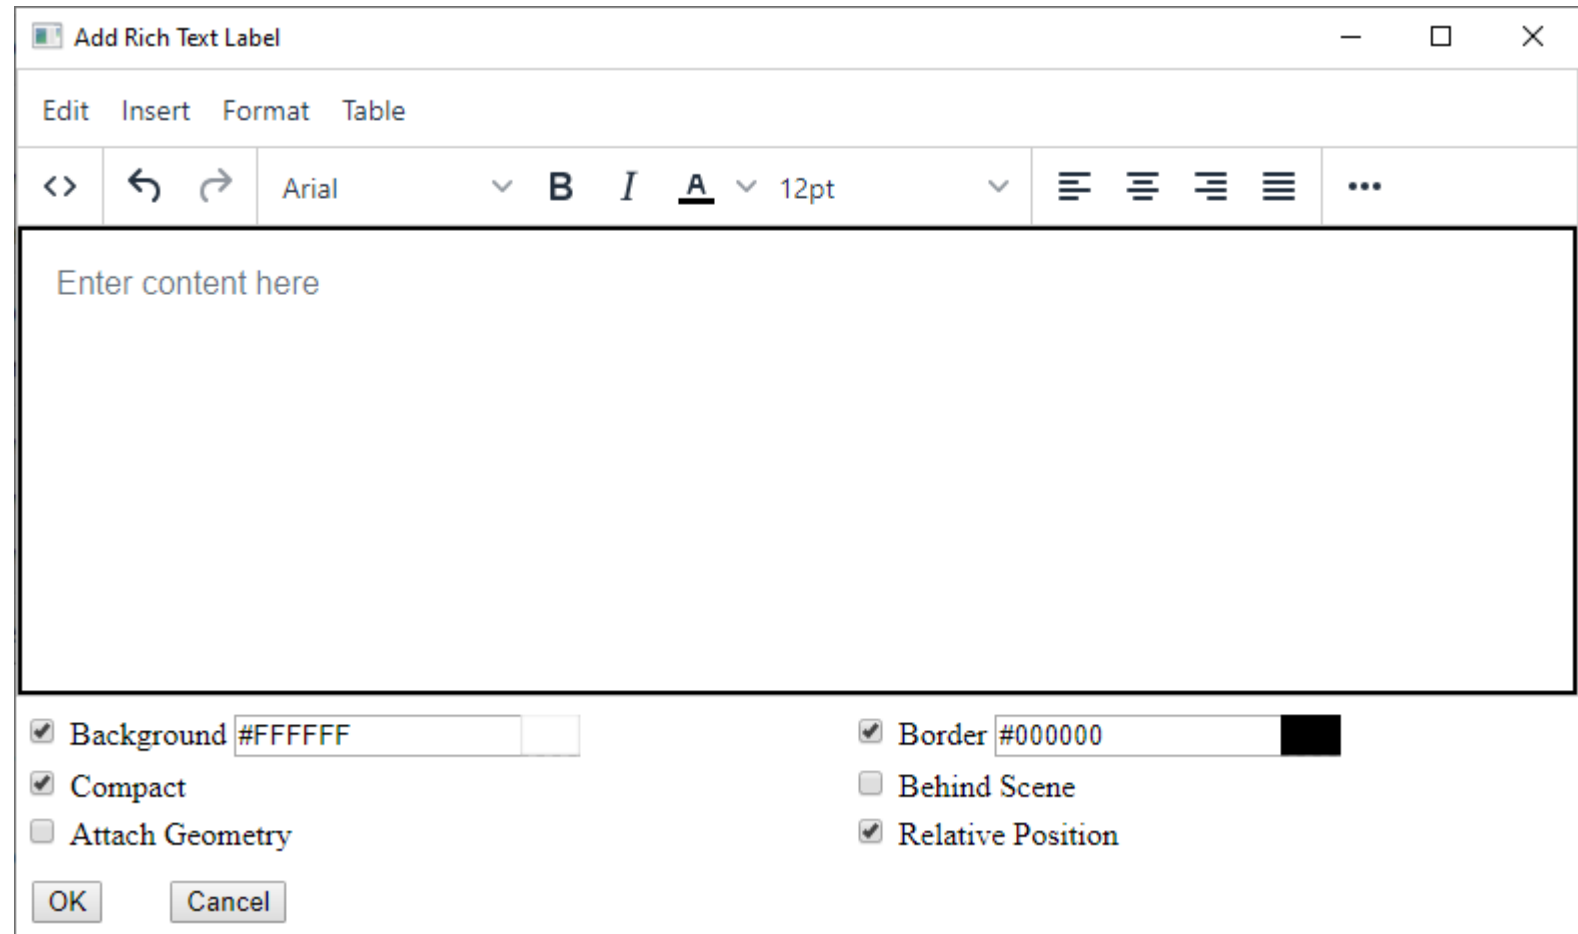 Add Rich Text Label
Edit Insert Format Table
Arial B I A 12pt
Enter content here
Background #FFFFFF Border #000000
Compact Behind Scene
Attach Geometry Relative Position
OK Cancel